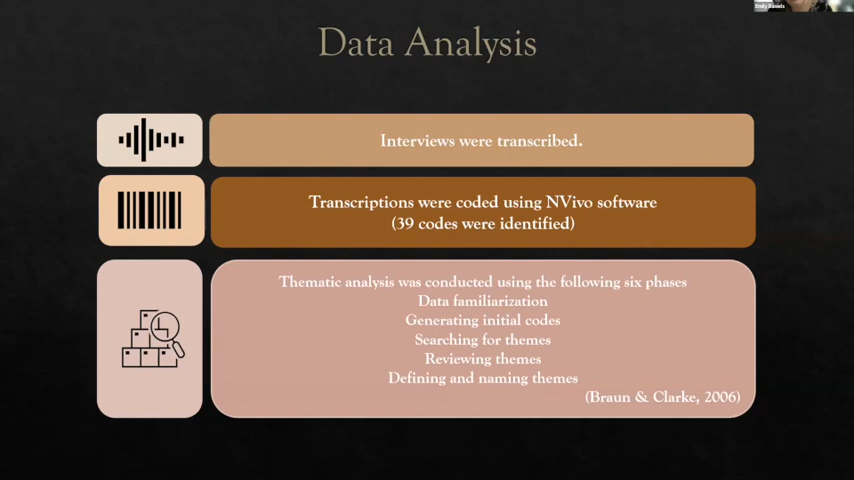 Emily Daniels
Data Analysis
Interviews were transcribed.
Transcriptions were coded using NVivo software
(39 codes were identified)
Thematic analysis was conducted using the following six phases
Data familiarization
Generating initial codes
Searching for themes
Reviewing themes
Defining and naming themes
(Braun & Clarke, 2006)